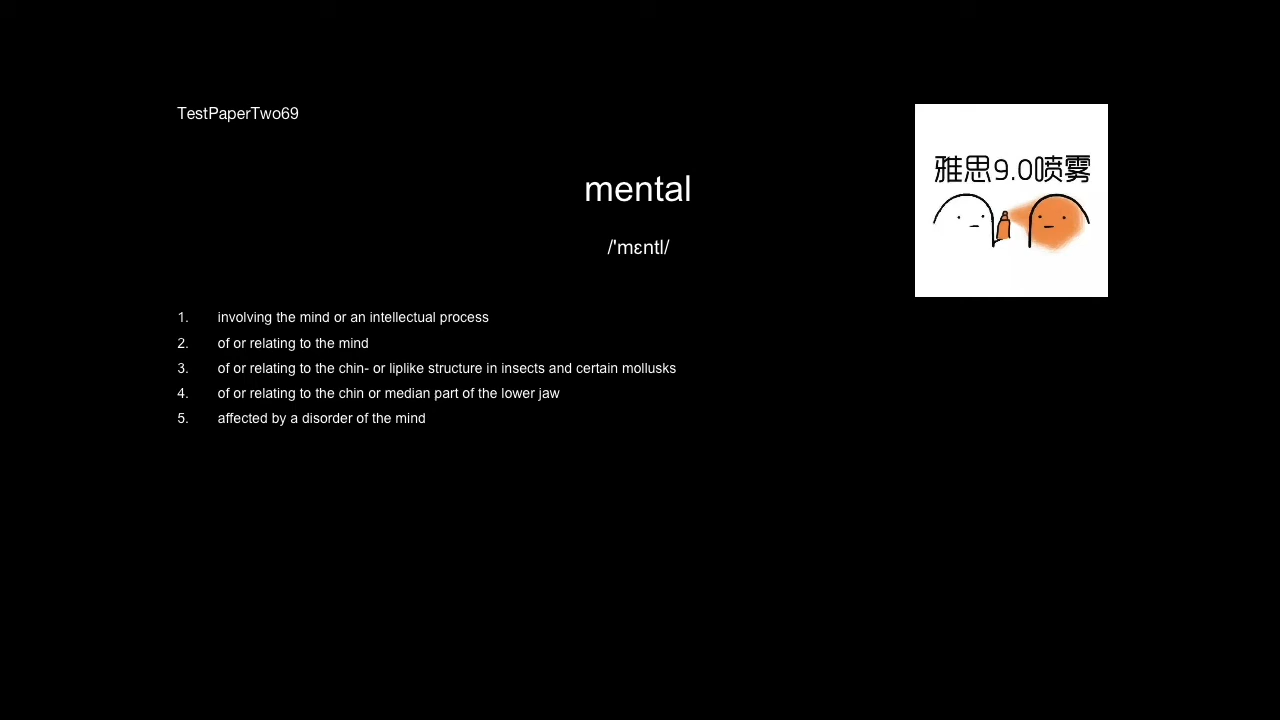 TestPaperTwo69
雅思9.0喷雾
mental
/'mɛntl/
1. involving the mind or an intellectual process
2. of or relating to the mind
3. of or relating to the chin- or liplike structure in insects and certain mollusks
4. of or relating to the chin or median part of the lower jaw
5. affected by a disorder of the mind